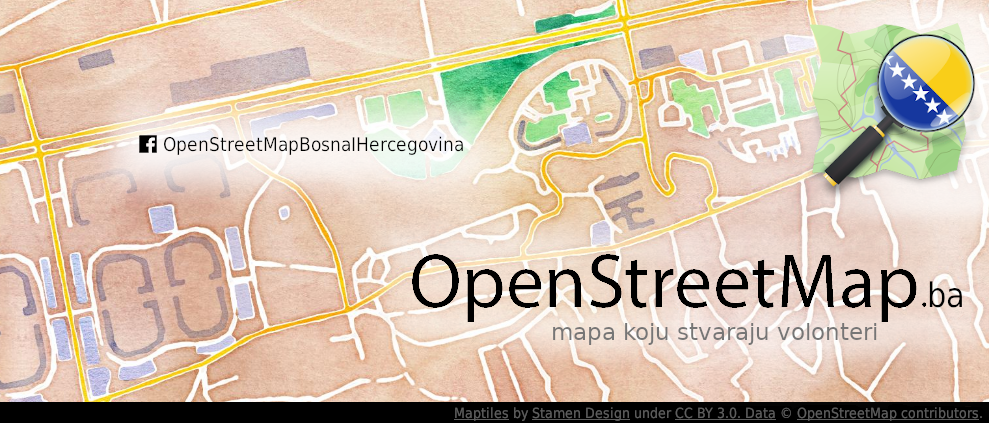 OpenStreetMapBosnaIHercegovina
OpenStreetMap.ba
mapa koju stvaraju volonteri
Maptiles by Stamen Design under CC BY 3.0. Data © OpenStreetMap contributors.